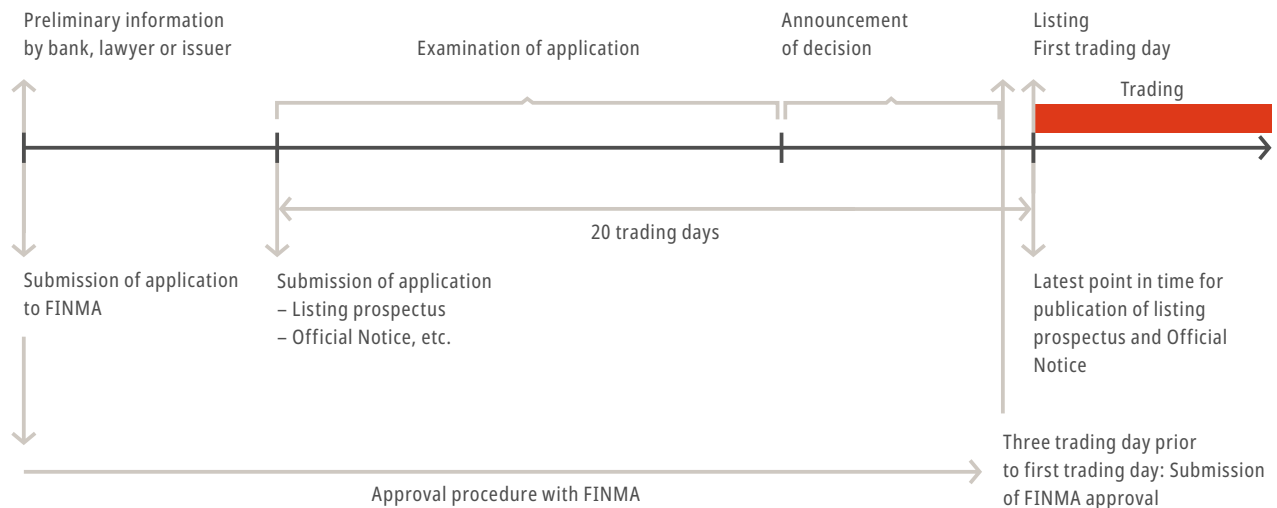 Preliminary information
by bank, lawyer or issuer
Examination of application
Announcement
of decision
Listing
First trading day
Trading
20 trading days
Submission of application
to FINMA
Submission of application
– Listing prospectus
– Official Notice, etc.
Latest point in time for
publication of listing
prospectus and Official
Notice
Approval procedure with FINMA
Three trading day prior
to first trading day: Submission
of FINMA approval